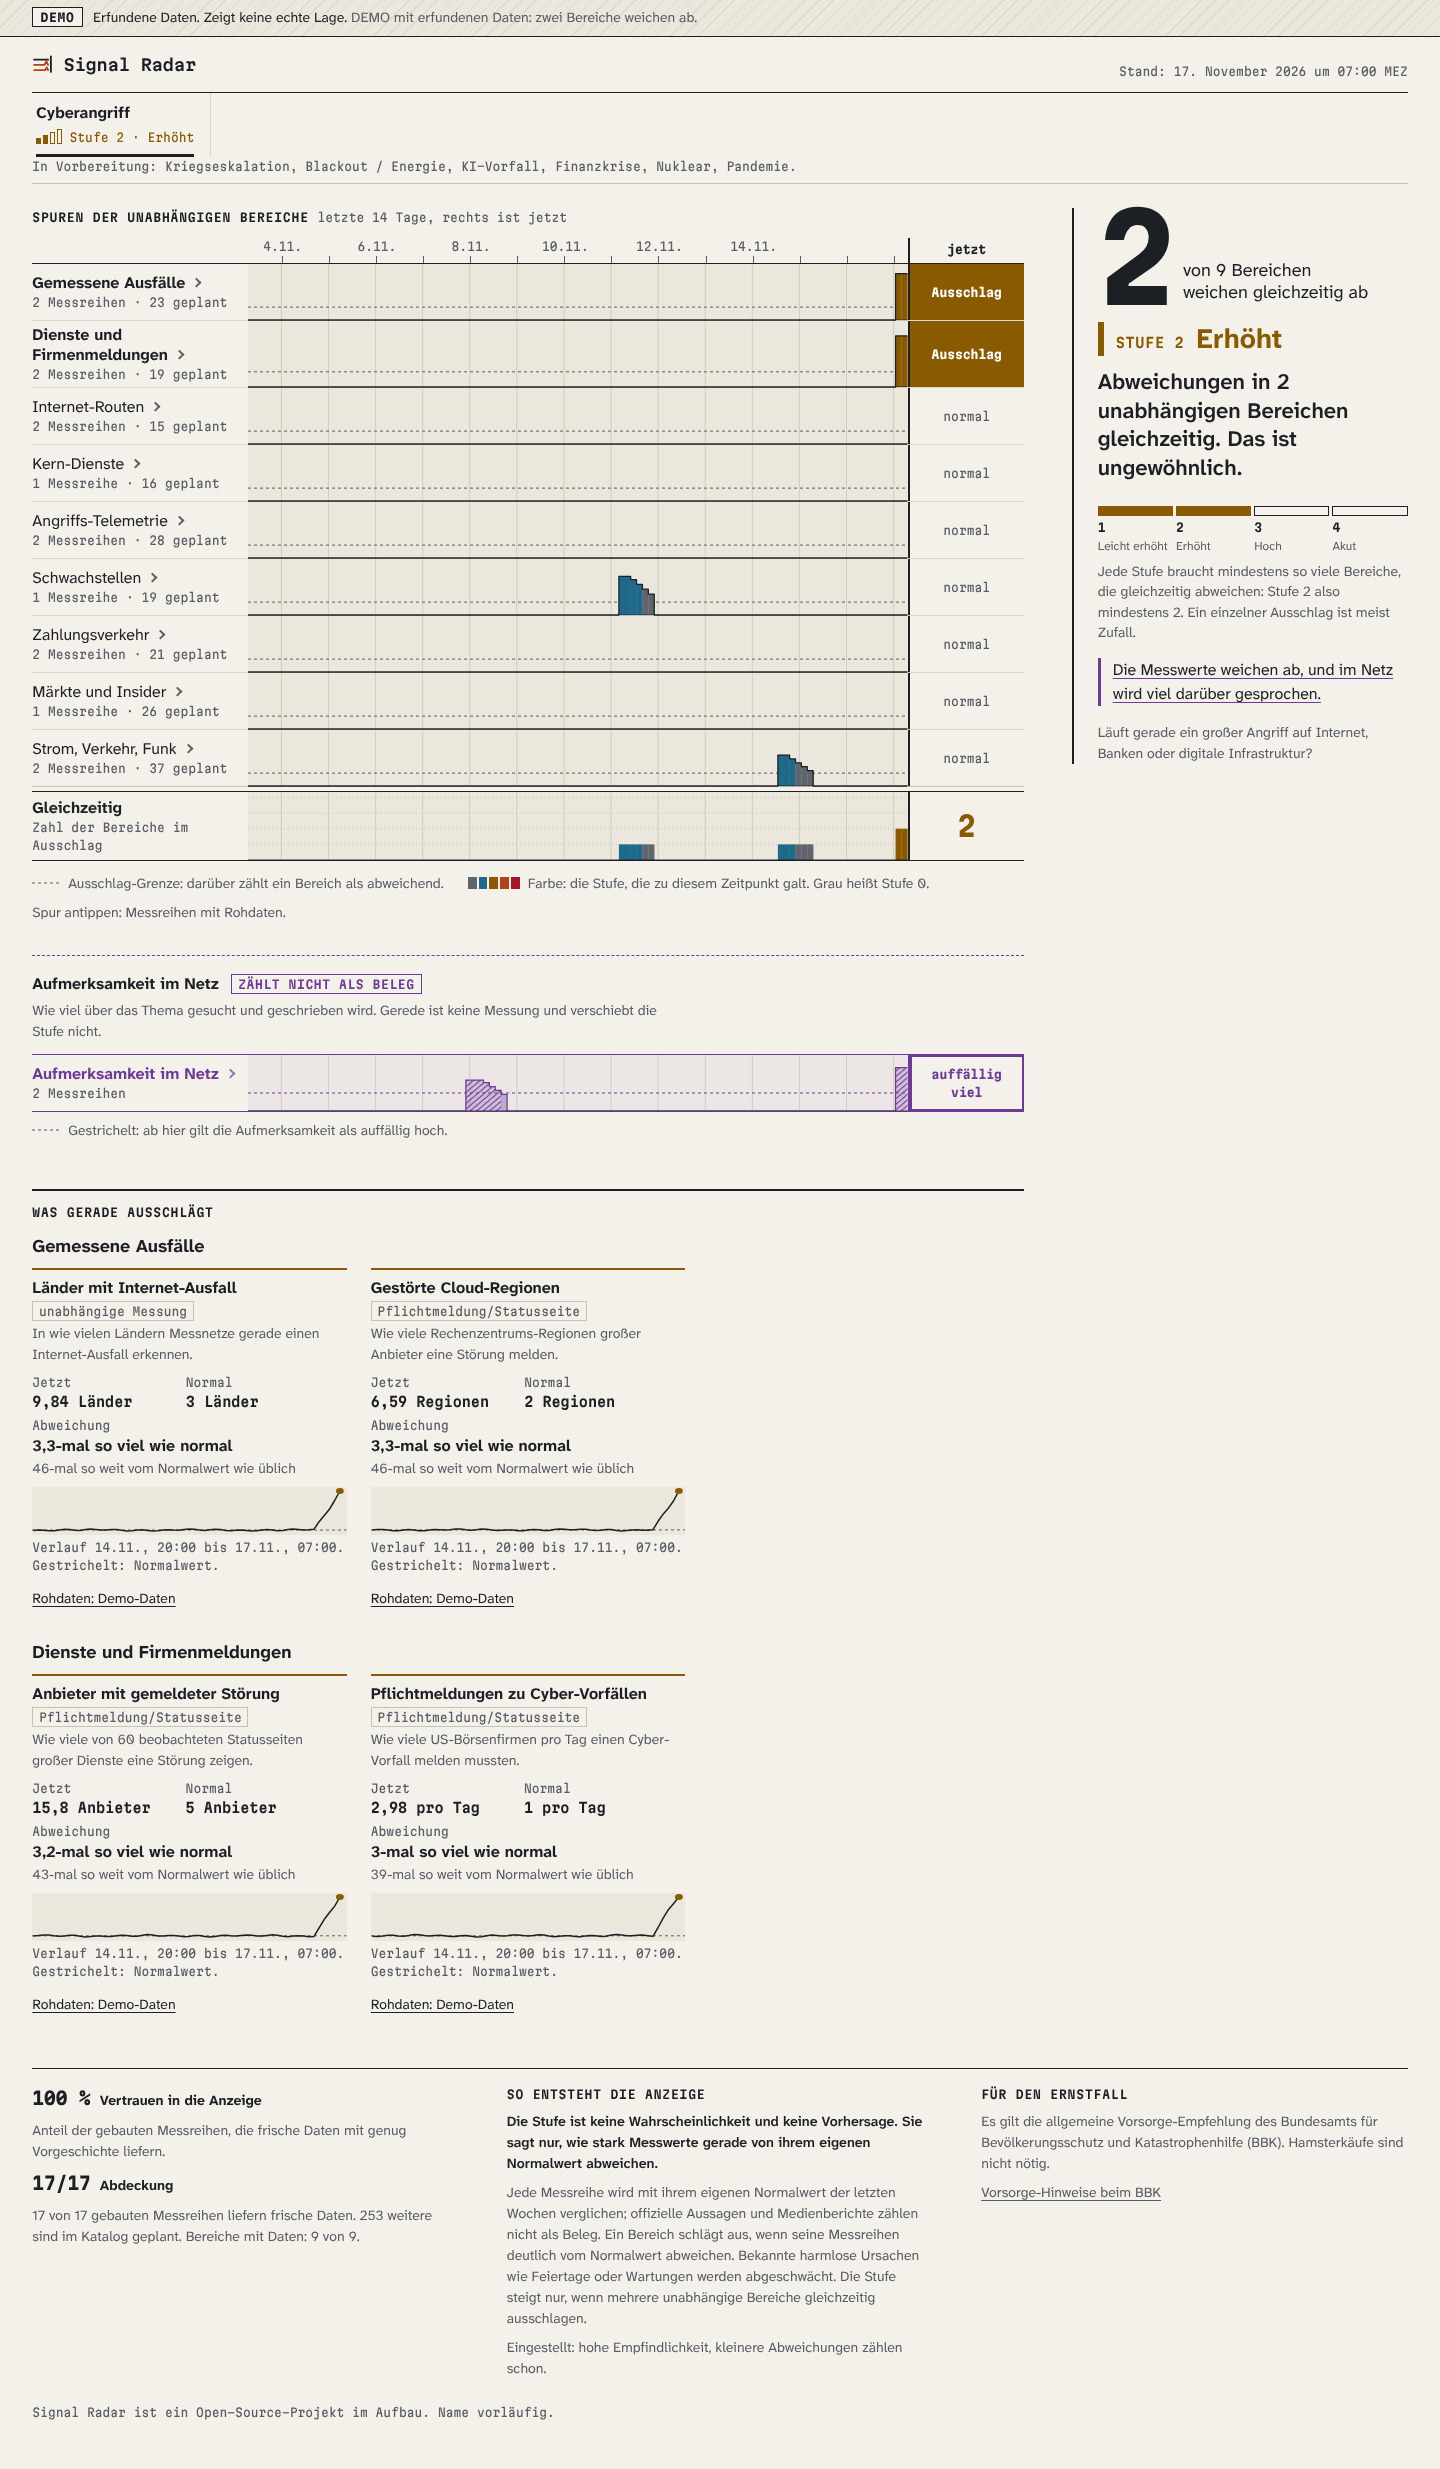 DEMO Erfundene Daten. Zeigt keine echte Lage. DEMO mit erfundenen Daten: zwei Bereiche weichen ab.
Signal Radar
Stand: 17. November 2026 um 07:00 MEZ
Cyberangriff
Stufe 2 · Erhöht
In Vorbereitung: Kriegseskalation, Blackout / Energie, KI-Vorfall, Finanzkrise, Nuklear, Pandemie.
SPUREN DER UNABHÄNGIGEN BEREICHE letzte 14 Tage, rechts ist jetzt
4.11. 6.11. 8.11. 10.11. 12.11. 14.11. jetzt
Gemessene Ausfälle
2 Messreihen · 23 geplant
Ausschlag
Dienste und
Firmenmeldungen
2 Messreihen · 19 geplant
Ausschlag
Internet-Routen
2 Messreihen · 15 geplant
normal
Kern-Dienste
1 Messreihe · 16 geplant
normal
Angriffs-Telemetrie
2 Messreihen · 28 geplant
normal
Schwachstellen
1 Messreihe · 19 geplant
normal
Zahlungsverkehr
2 Messreihen · 21 geplant
normal
Märkte und Insider
1 Messreihe · 26 geplant
normal
Strom, Verkehr, Funk
2 Messreihen · 37 geplant
normal
Gleichzeitig
Zahl der Bereiche im
Ausschlag
2
Ausschlag-Grenze: darüber zählt ein Bereich als abweichend.
Farbe: die Stufe, die zu diesem Zeitpunkt galt. Grau heißt Stufe 0.
Spur antippen: Messreihen mit Rohdaten.
2 von 9 Bereichen
weichen gleichzeitig ab
STUFE 2 Erhöht
Abweichungen in 2
unabhängigen Bereichen
gleichzeitig. Das ist
ungewöhnlich.
1 2 3 4
Leicht erhöht Erhöht Hoch Akut
Jede Stufe braucht mindestens so viele Bereiche,
die gleichzeitig abweichen: Stufe 2 also
mindestens 2. Ein einzelner Ausschlag ist meist
Zufall.
Die Messwerte weichen ab, und im Netz
wird viel darüber gesprochen.
Läuft gerade ein großer Angriff auf Internet,
Banken oder digitale Infrastruktur?
Aufmerksamkeit im Netz ZÄHLT NICHT ALS BELEG
Wie viel über das Thema gesucht und geschrieben wird. Gerede ist keine Messung und verschiebt die
Stufe nicht.
Aufmerksamkeit im Netz
2 Messreihen
auffällig
viel
Gestrichelt: ab hier gilt die Aufmerksamkeit als auffällig hoch.
WAS GERADE AUSSCHLÄGT
Gemessene Ausfälle
Länder mit Internet-Ausfall
unabhängige Messung
In wie vielen Ländern Messnetze gerade einen
Internet-Ausfall erkennen.
Jetzt Normal
9,84 Länder 3 Länder
Abweichung
3,3-mal so viel wie normal
46-mal so weit vom Normalwert wie üblich
Verlauf 14.11., 20:00 bis 17.11., 07:00.
Gestrichelt: Normalwert.
Rohdaten: Demo-Daten
Gestörte Cloud-Regionen
Pflichtmeldung/Statusseite
Wie viele Rechenzentrums-Regionen großer
Anbieter eine Störung melden.
Jetzt Normal
6,59 Regionen 2 Regionen
Abweichung
3,3-mal so viel wie normal
46-mal so weit vom Normalwert wie üblich
Verlauf 14.11., 20:00 bis 17.11., 07:00.
Gestrichelt: Normalwert.
Rohdaten: Demo-Daten
Dienste und Firmenmeldungen
Anbieter mit gemeldeter Störung
Pflichtmeldung/Statusseite
Wie viele von 60 beobachteten Statusseiten
großer Dienste eine Störung zeigen.
Jetzt Normal
15,8 Anbieter 5 Anbieter
Abweichung
3,2-mal so viel wie normal
43-mal so weit vom Normalwert wie üblich
Verlauf 14.11., 20:00 bis 17.11., 07:00.
Gestrichelt: Normalwert.
Rohdaten: Demo-Daten
Pflichtmeldungen zu Cyber-Vorfällen
Pflichtmeldung/Statusseite
Wie viele US-Börsenfirmen pro Tag einen Cyber-
Vorfall melden mussten.
Jetzt Normal
2,98 pro Tag 1 pro Tag
Abweichung
3-mal so viel wie normal
39-mal so weit vom Normalwert wie üblich
Verlauf 14.11., 20:00 bis 17.11., 07:00.
Gestrichelt: Normalwert.
Rohdaten: Demo-Daten
100 % Vertrauen in die Anzeige
Anteil der gebauten Messreihen, die frische Daten mit genug
Vorgeschichte liefern.
17/17 Abdeckung
17 von 17 gebauten Messreihen liefern frische Daten. 253 weitere
sind im Katalog geplant. Bereiche mit Daten: 9 von 9.
SO ENTSTEHT DIE ANZEIGE
Die Stufe ist keine Wahrscheinlichkeit und keine Vorhersage. Sie
sagt nur, wie stark Messwerte gerade von ihrem eigenen
Normalwert abweichen.
Jede Messreihe wird mit ihrem eigenen Normalwert der letzten
Wochen verglichen; offizielle Aussagen und Medienberichte zählen
nicht als Beleg. Ein Bereich schlägt aus, wenn seine Messreihen
deutlich vom Normalwert abweichen. Bekannte harmlose Ursachen
wie Feiertage oder Wartungen werden abgeschwächt. Die Stufe
steigt nur, wenn mehrere unabhängige Bereiche gleichzeitig
ausschlagen.
Eingestellt: hohe Empfindlichkeit, kleinere Abweichungen zählen
schon.
FÜR DEN ERNSTFALL
Es gilt die allgemeine Vorsorge-Empfehlung des Bundesamts für
Bevölkerungsschutz und Katastrophenhilfe (BBK). Hamsterkäufe sind
nicht nötig.
Vorsorge-Hinweise beim BBK
Signal Radar ist ein Open-Source-Projekt im Aufbau. Name vorläufig.